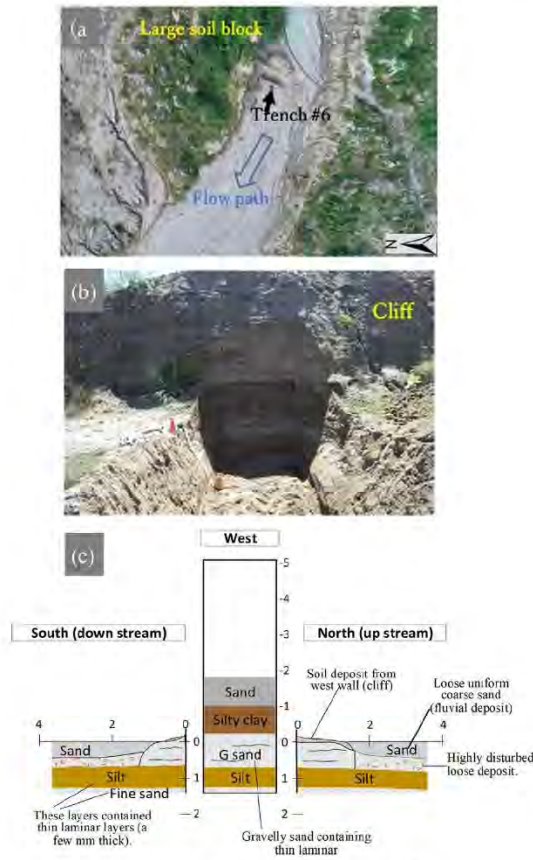 (a
Large soil block
Trench #6
Flow path
N
(b)
Cliff
(c)
West
-5
-4
-3
South (down stream)
North (up stream)
-2
Soil deposit from
west wall (cliff)
Loose uniform
coarse sand
(fluvial deposit)
Sand
-1
Silty clay
4 2 0 0 0 2 4
Sand G sand Sand
Highly disturbed
loose deposit.
Silt Silt Silt
1 1
Fine sand
These layers contained
thin laminar layers (a
few mm thick).
2 2
Gravelly sand containing
thin laminar